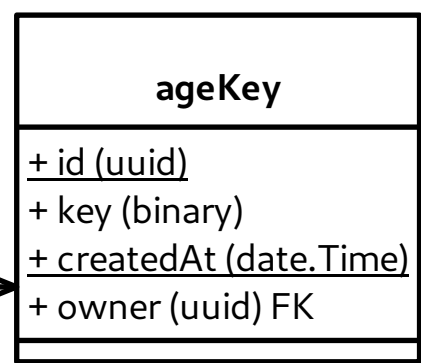 ageKey
+ id (uuid)
+ key (binary)
+ createdAt (date.Time)
+ owner (uuid) FK